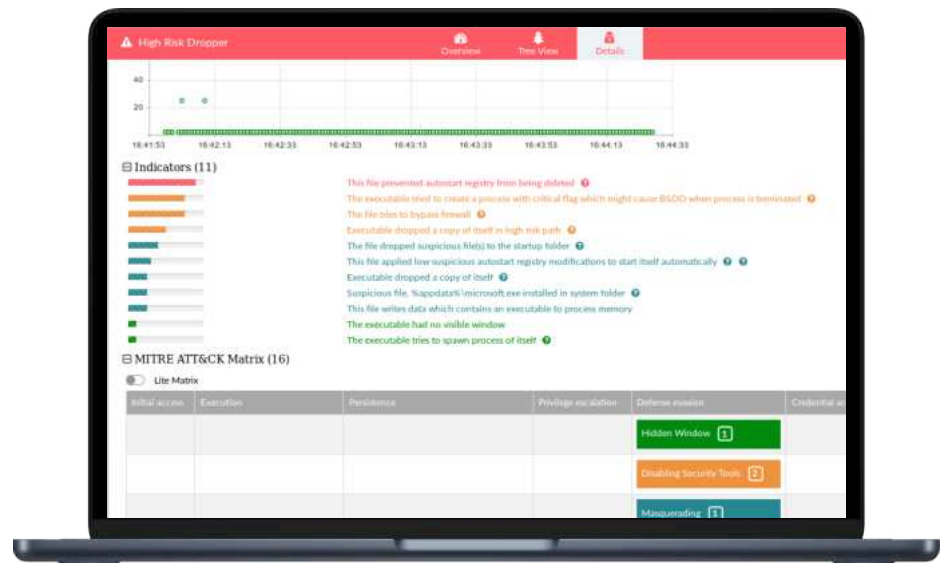 High Risk Dropper
Overview
Tree View
Details
40
20
16:41:53 16:42:13 16:42:33 16:42:53 16:43:13 16:43:33 16:43:53 16:44:13 16:44:33
Indicators (11)
This file prevented autostart registry from being deleted
The executable tried to create a process with critical flag which might cause BSOD when process is terminated
The file tries to bypass firewall
Executable dropped a copy of itself in high risk path
The file dropped suspicious file(s) to the startup folder
This file applied low suspicious autostart registry modifications to start itself automatically
Executable dropped a copy of itself
Suspicious file, %appdata%\microsoft.exe installed in system folder
This file writes data which contains an executable to process memory
The executable had no visible window
The executable tries to spawn process of itself
MITRE ATT&CK Matrix (16)
Lite Matrix
Initial access Execution Persistence Privilege escalation Defense evasion Credential ac
Hidden Window 1
Disabling Security Tools 2
Masquerading 1